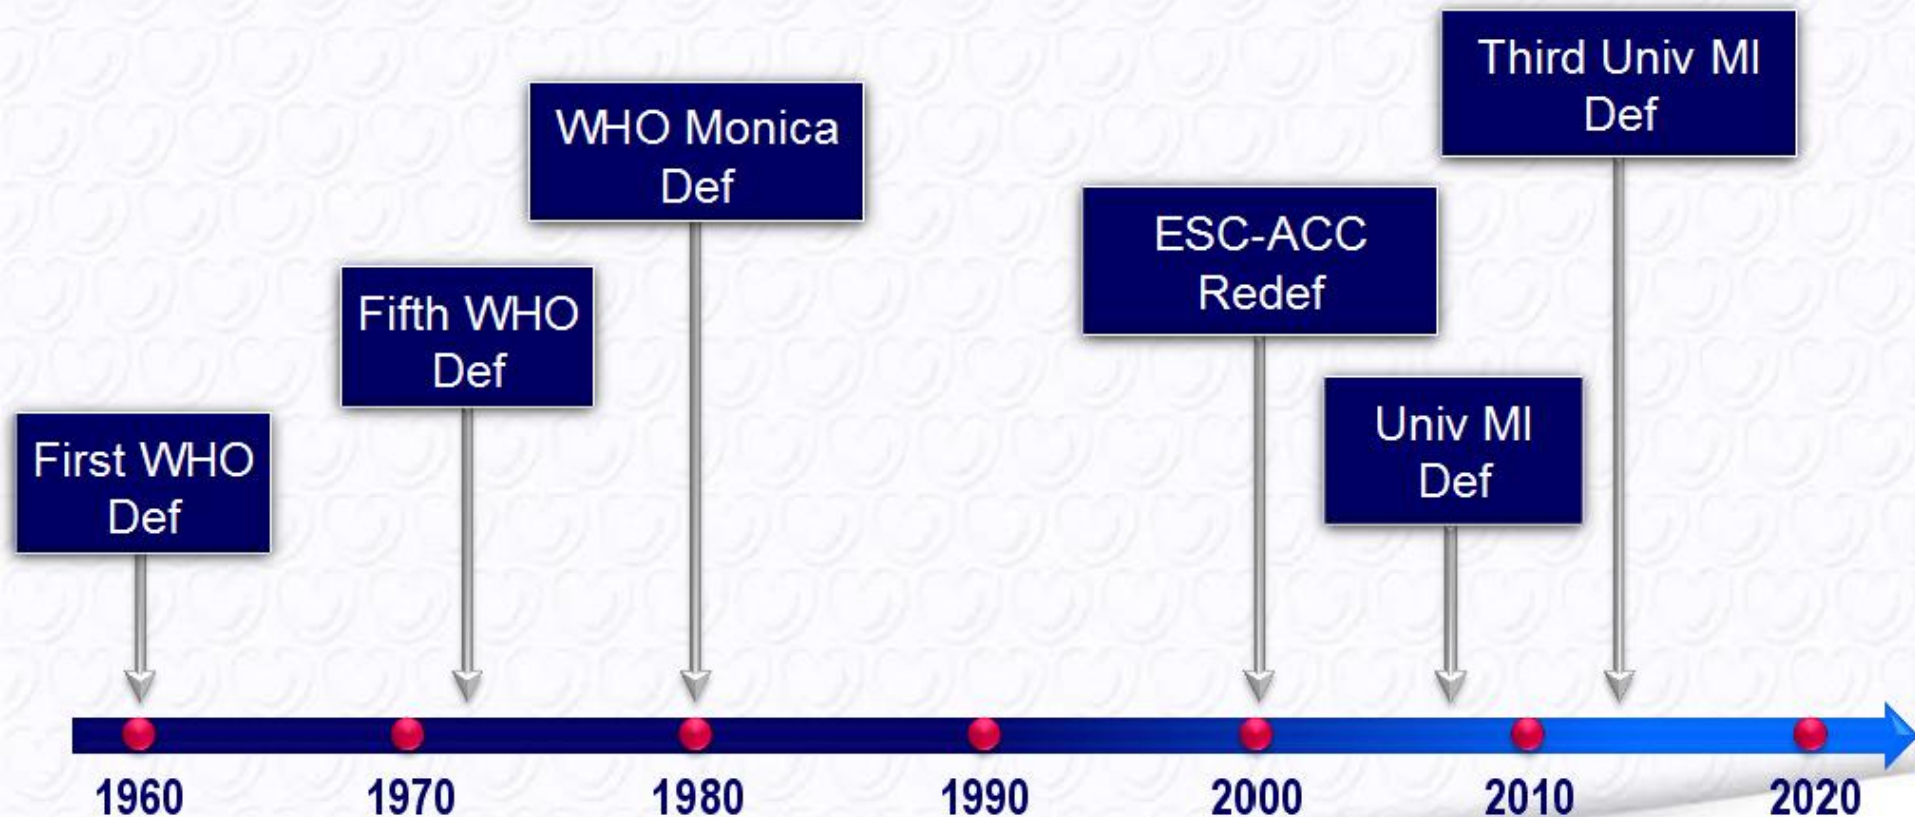 First WHO
Def
Fifth WHO
Def
WHO Monica
Def
ESC-ACC
Redef
Univ MI
Def
Third Univ MI
Def
1960
1970
1980
1990
2000
2010
2020